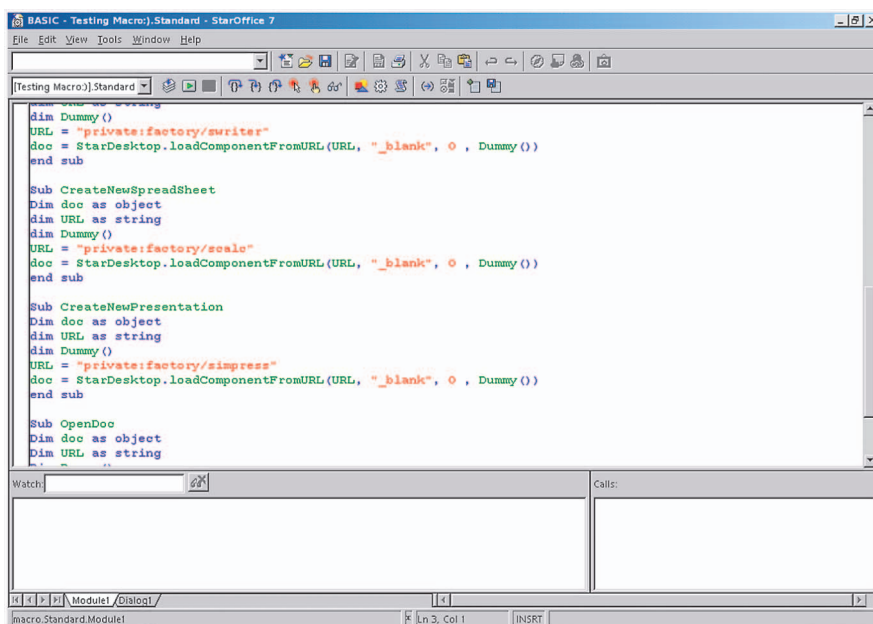 BASIC - Testing Macro:).Standard - StarOffice 7
File Edit View Tools Window Help
[Testing Macro:)].Standard
dim URL as string
dim Dummy()
URL = "private:factory/swriter"
doc = StarDesktop.loadComponentFromURL(URL, "_blank", 0 , Dummy())
end sub
Sub CreateNewSpreadSheet
Dim doc as object
dim URL as string
dim Dummy()
URL = "private:factory/scalc"
doc = StarDesktop.loadComponentFromURL(URL, "_blank", 0 , Dummy())
end sub
Sub CreateNewPresentation
Dim doc as object
dim URL as string
dim Dummy()
URL = "private:factory/simpress"
doc = StarDesktop.loadComponentFromURL(URL, "_blank", 0 , Dummy())
end sub
Sub OpenDoc
Dim doc as object
Dim URL as string
Watch:
Calls:
Module1 Dialog1
macro.Standard.Module1 Ln 3, Col 1 INSRT